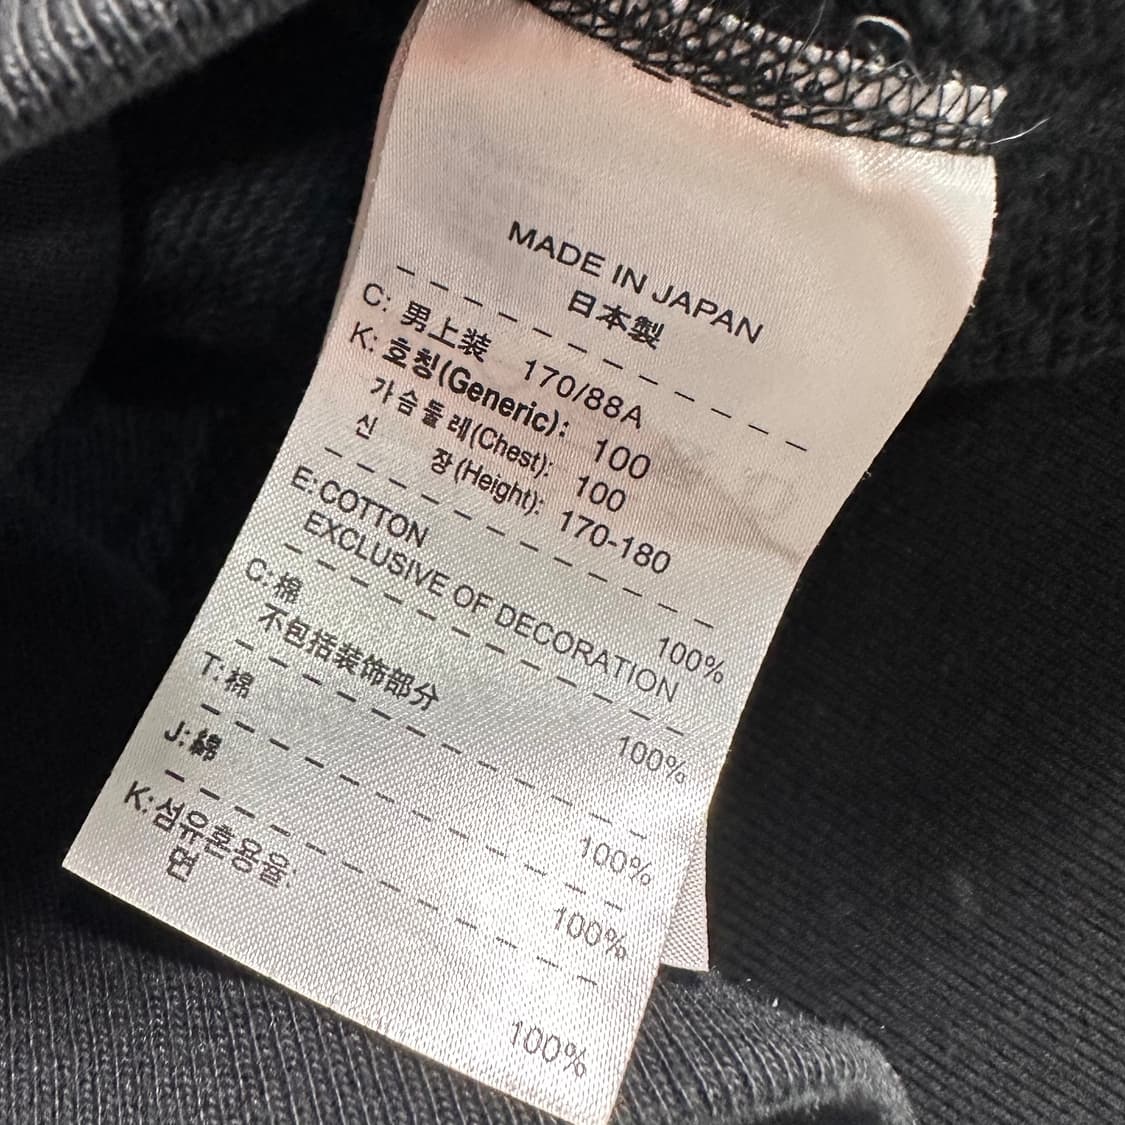 MADE IN JAPAN
日本製
C: 男上装 170/88A
K: 호칭(Generic): 100
가슴둘레(Chest): 100
신 장(Height): 170-180
E: COTTON 100%
EXCLUSIVE OF DECORATION
C: 棉 100%
不包括装饰部分
T: 棉 100%
J: 綿 100%
K: 섬유혼용율:
면 100%